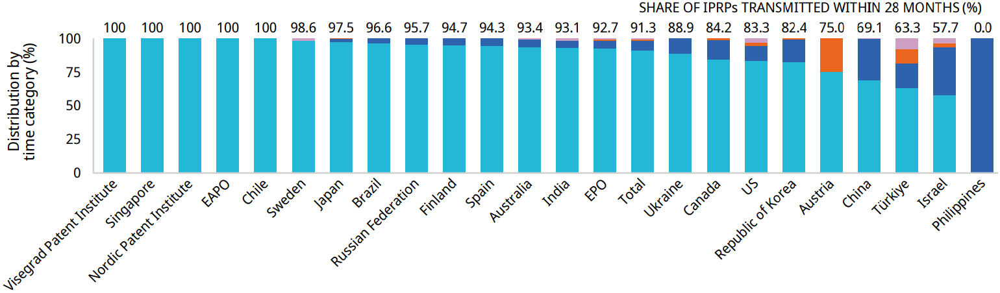 SHARE OF IPRPs TRANSMITTED WITHIN 28 MONTHS (%)
100 100 100 100 100 98.6 97.5 96.6 95.7 94.7 94.3 93.4 93.1 92.7 91.3 88.9 84.2 83.3 82.4 75.0 69.1 63.3 57.7 0.0
Distribution by
time category (%)
100
75
50
25
0
Visegrad Patent Institute
Singapore
Nordic Patent Institute
EAPO
Chile
Sweden
Japan
Brazil
Russian Federation
Finland
Spain
Australia
India
EPO
Total
Ukraine
Canada
US
Republic of Korea
Austria
China
Türkiye
Israel
Philippines